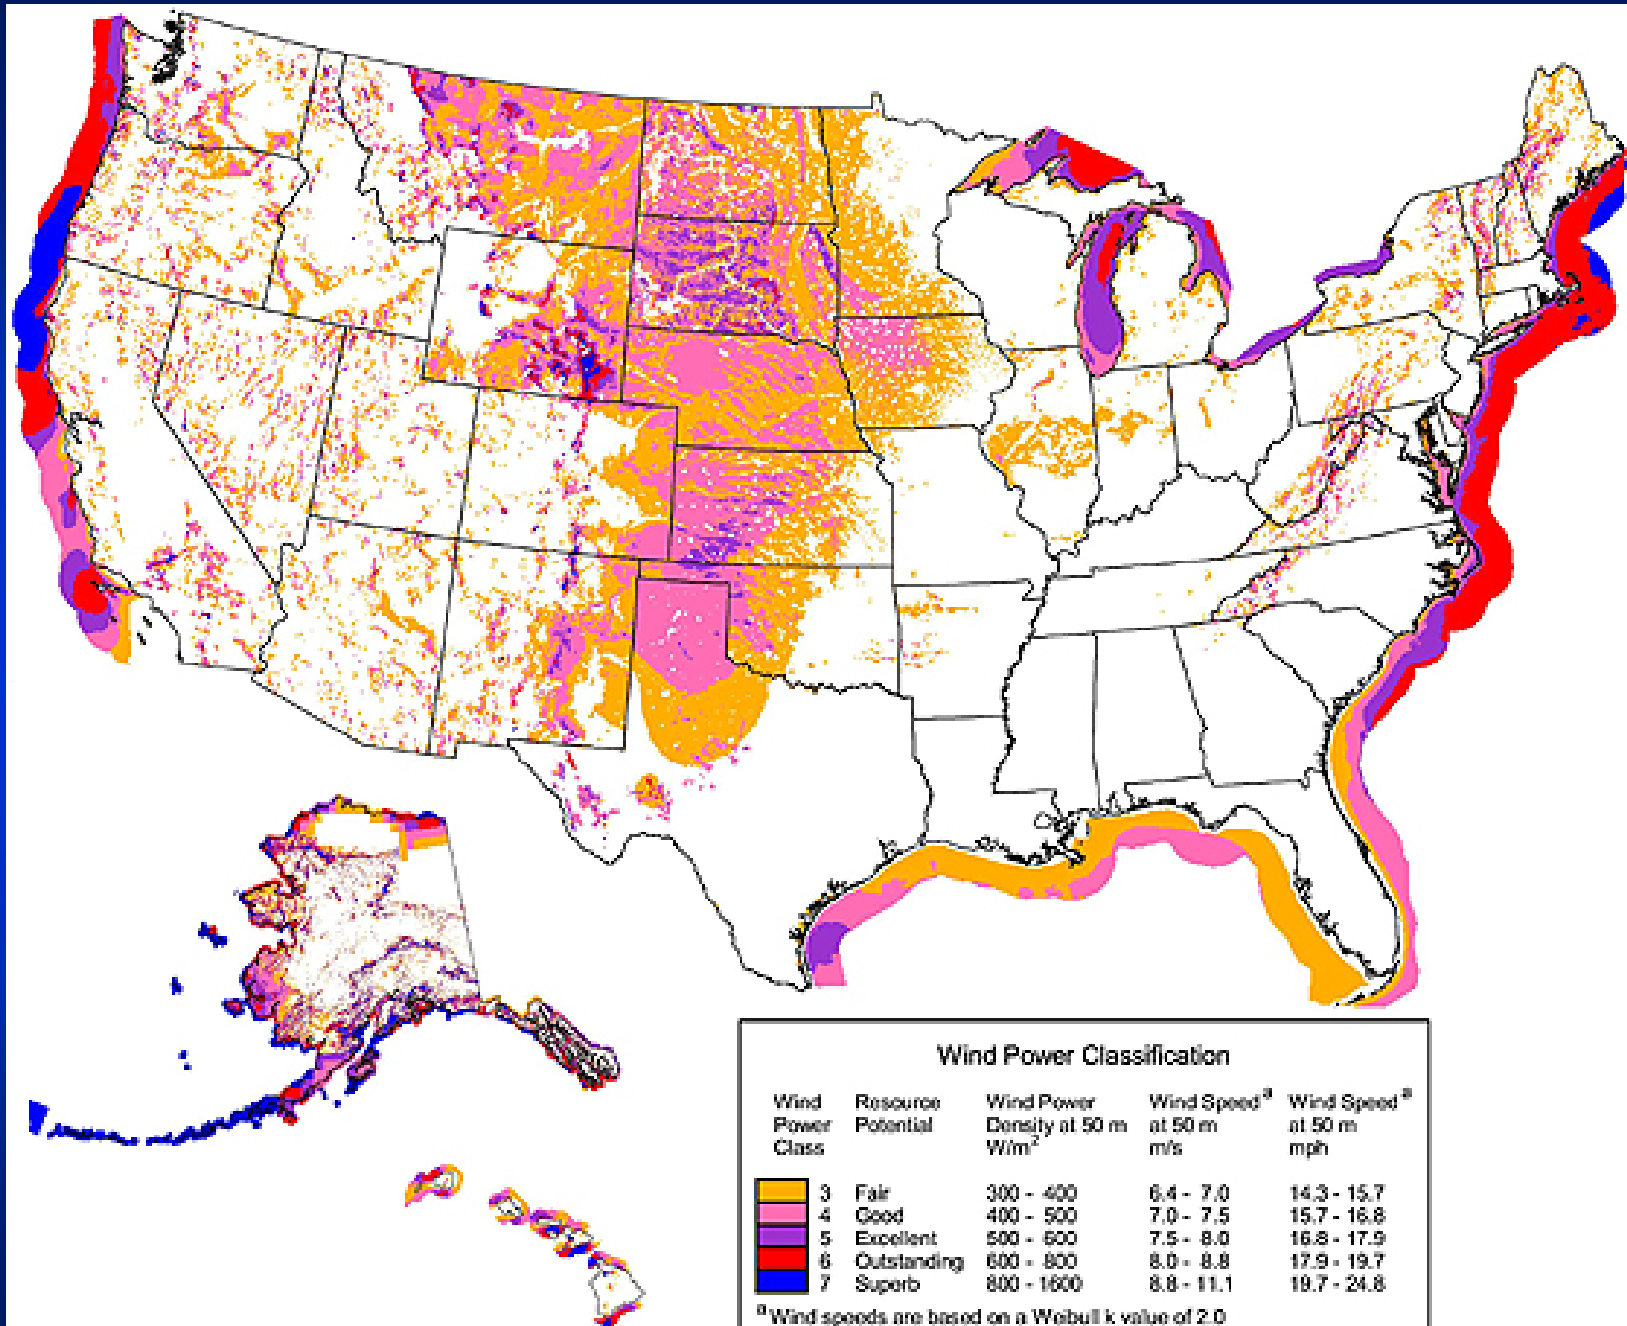 Wind Power Classification
Wind Resource Wind Power Wind Speed a Wind Speed a
Power Potential Density at 50 m at 50 m at 50 m
Class W/m2 m/s mph
3 Fair 300 - 400 6.4 - 7.0 14.3 - 15.7
4 Good 400 - 500 7.0 - 7.5 15.7 - 16.8
5 Excellent 500 - 600 7.5 - 8.0 16.8 - 17.9
6 Outstanding 600 - 800 8.0 - 8.8 17.9 - 19.7
7 Superb 800 - 1600 8.8 - 11.1 19.7 - 24.8
a Wind speeds are based on a Weibull k value of 2.0